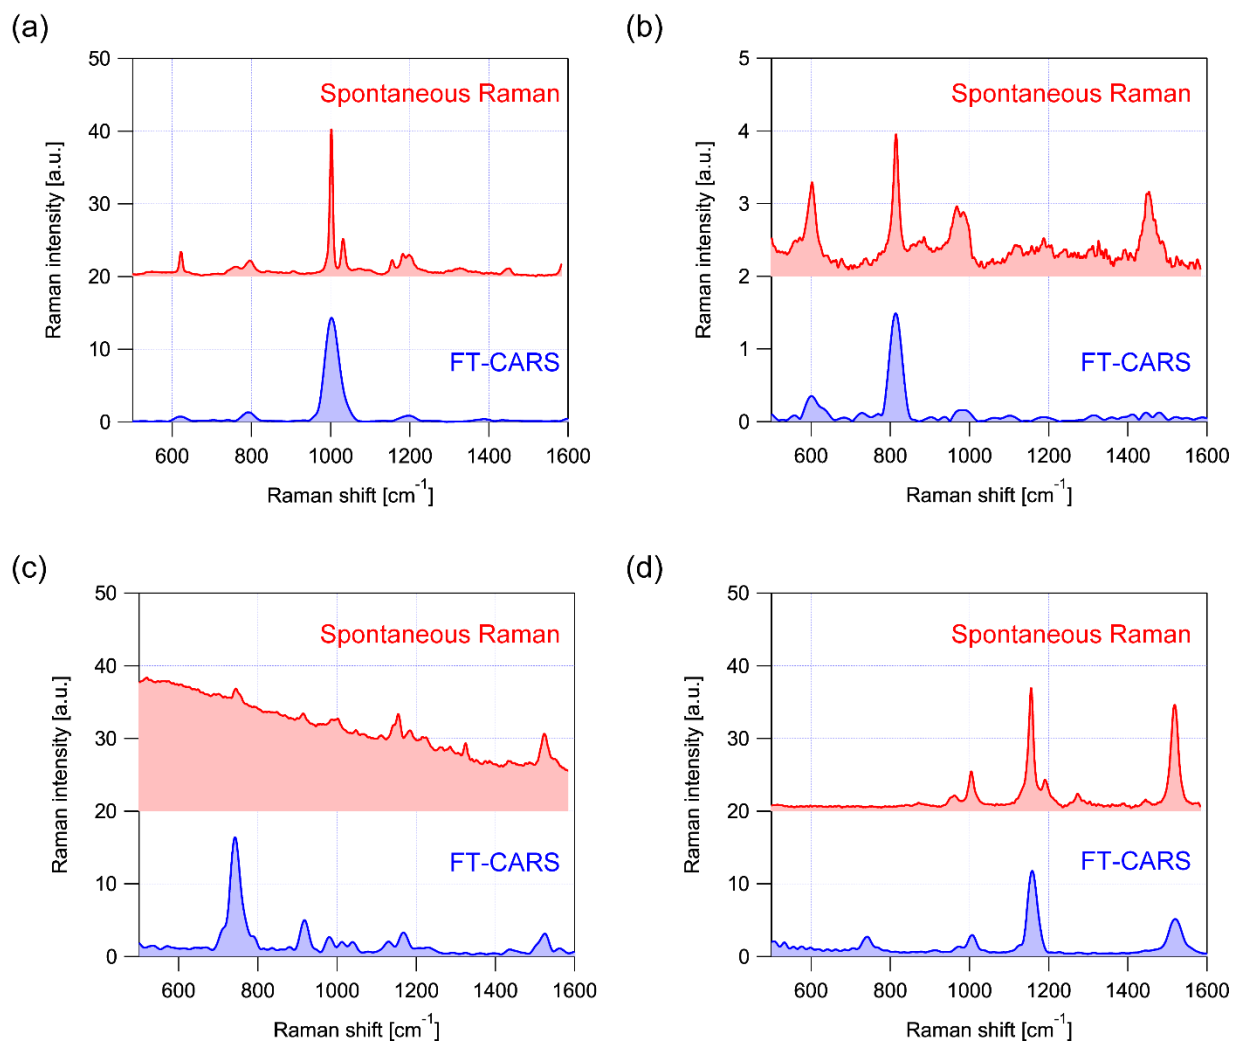 (a)
50
40
30
20
10
0
Raman intensity [a.u.]
Spontaneous Raman
FT-CARS
600 800 1000 1200 1400 1600
Raman shift [cm⁻¹]
(b)
5
4
3
2
1
0
Raman intensity [a.u.]
Spontaneous Raman
FT-CARS
600 800 1000 1200 1400 1600
Raman shift [cm⁻¹]
(c)
50
40
30
20
10
0
Raman intensity [a.u.]
Spontaneous Raman
FT-CARS
600 800 1000 1200 1400 1600
Raman shift [cm⁻¹]
(d)
50
40
30
20
10
0
Raman intensity [a.u.]
Spontaneous Raman
FT-CARS
600 800 1000 1200 1400 1600
Raman shift [cm⁻¹]